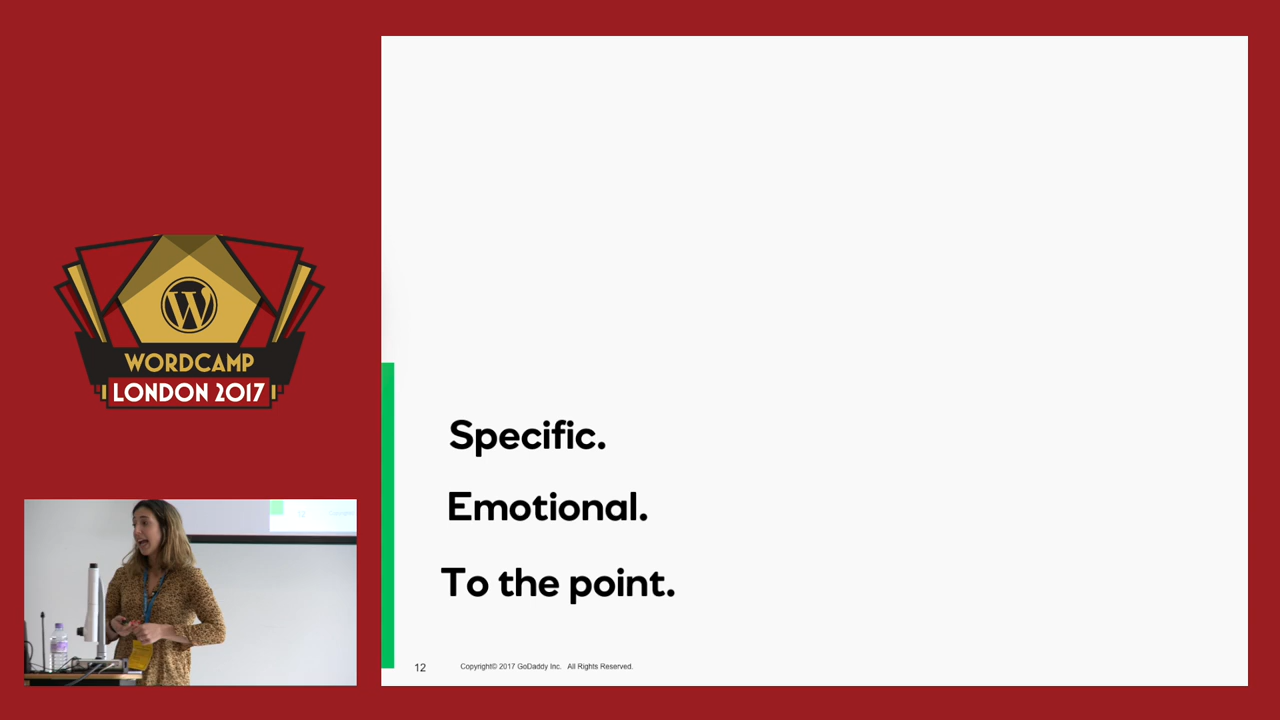 W
WORDCAMP
LONDON 2017
Specific.
Emotional.
To the point.
12 Copyright© 2017 GoDaddy Inc. All Rights Reserved.